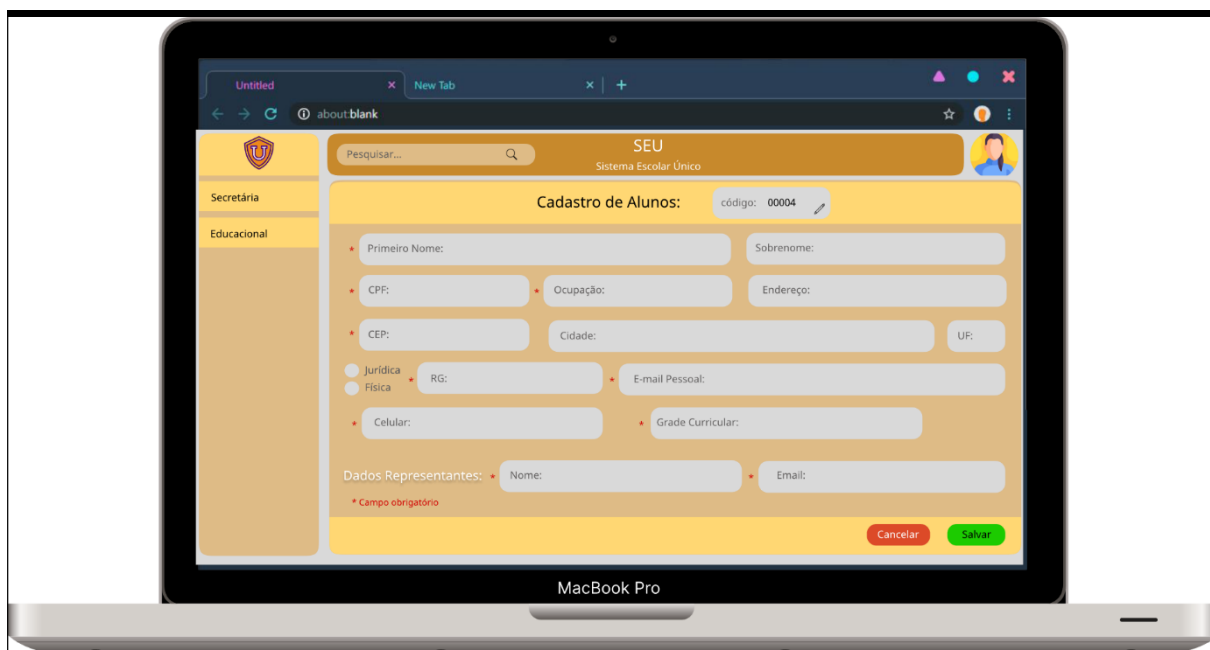 Untitled
New Tab
about:blank
U
Pesquisar...
SEU
Sistema Escolar Único
Secretária
Educacional
Cadastro de Alunos:
código: 00004
* Primeiro Nome:
Sobrenome:
* CPF:
* Ocupação:
Endereço:
* CEP:
Cidade:
UF:
Jurídica
Física
* RG:
* E-mail Pessoal:
* Celular:
* Grade Curricular:
Dados Representantes: * Nome:
* Email:
* Campo obrigatório
Cancelar
Salvar
MacBook Pro